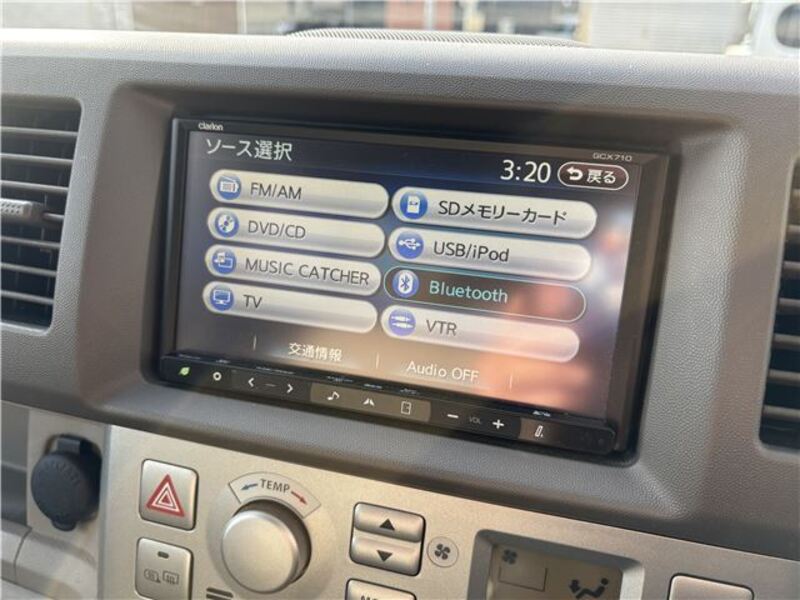 clarion
GCX710
ソース選択
3:20
戻る
FM/AM
SDメモリーカード
DVD/CD
USB/iPod
MUSIC CATCHER
Bluetooth
TV
VTR
交通情報
Audio OFF
VOL
TEMP